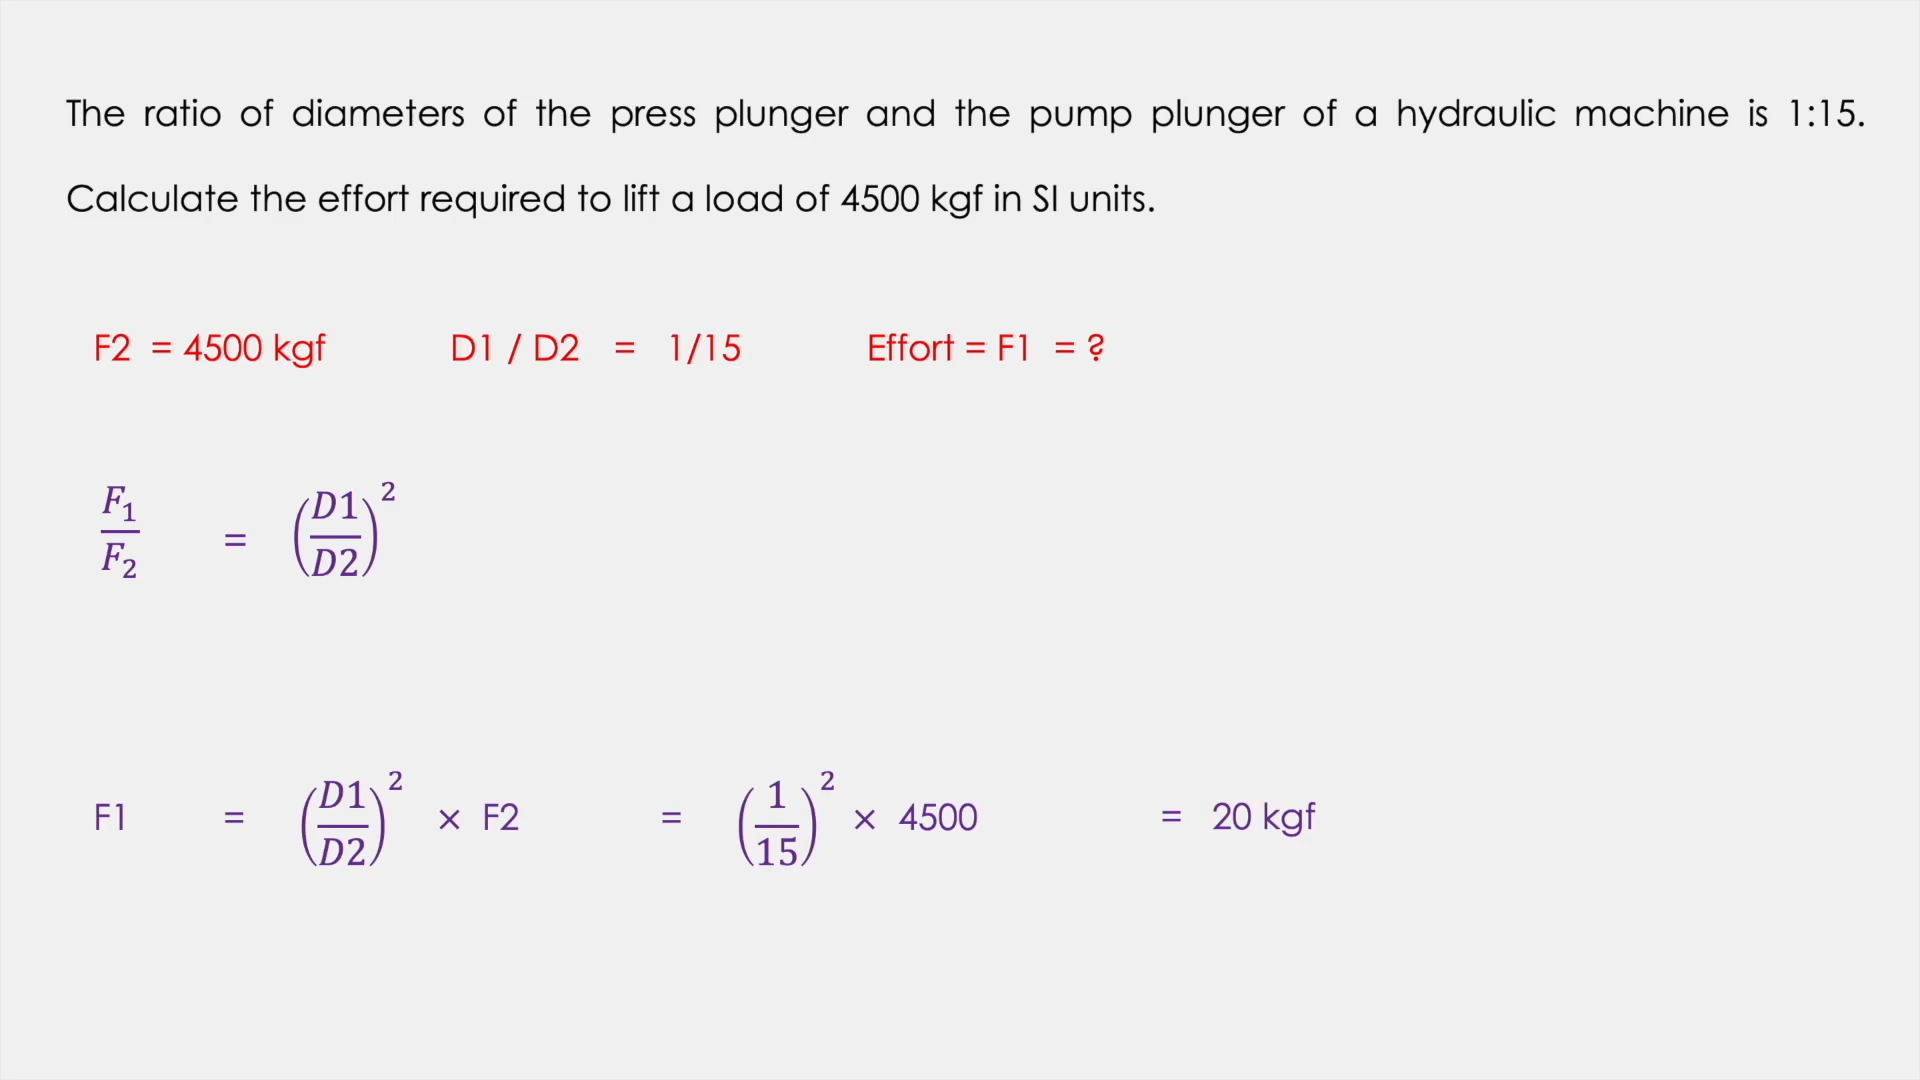 The ratio of diameters of the press plunger and the pump plunger of a hydraulic machine is 1:15.
Calculate the effort required to lift a load of 4500 kgf in SI units.
F2 = 4500 kgf D1 / D2 = 1/15 Effort = F1 = ?
F₁/F₂ = (D1/D2)²
F1 = (D1/D2)² × F2 = (1/15)² × 4500 = 20 kgf